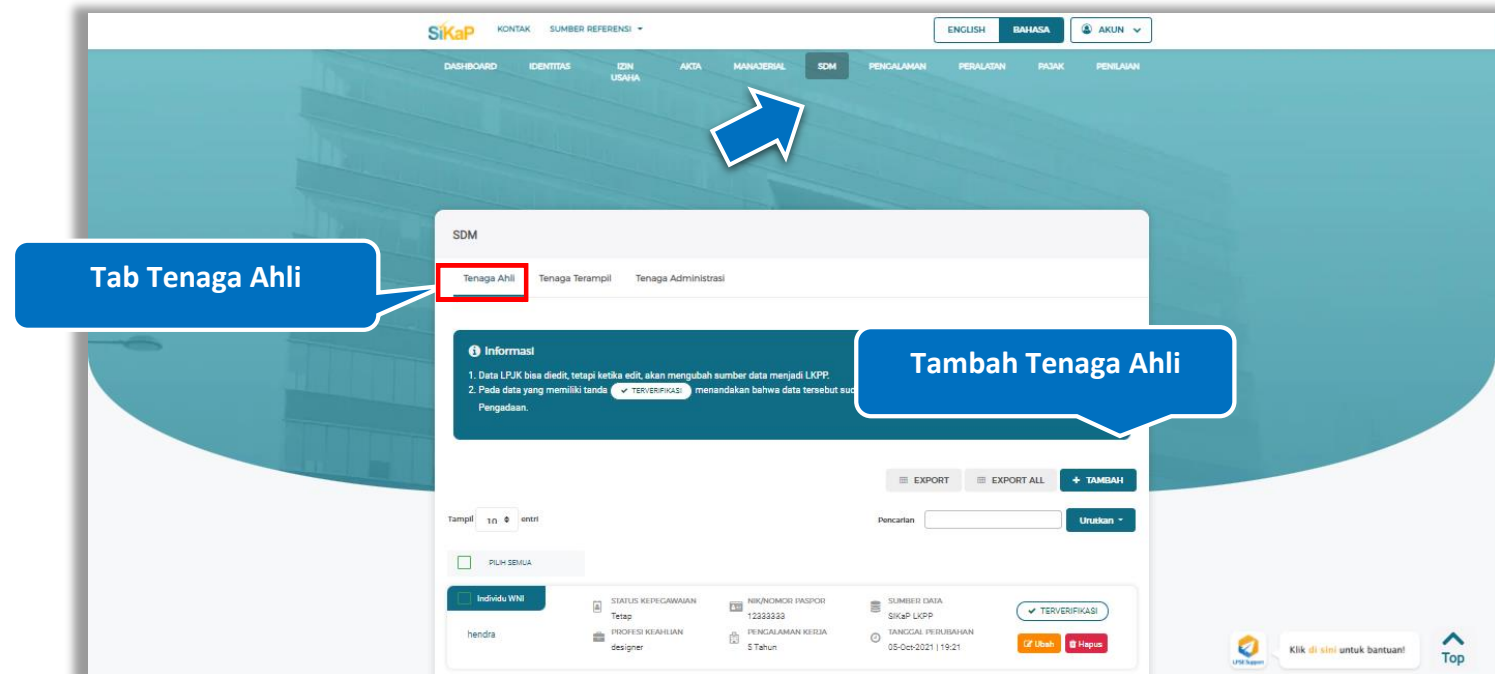 SiKaP KONTAK SUMBER REFERENSI ENGLISH BAHASA AKUN
DASHBOARD IDENTITAS IZIN USAHA AKTA MANAJERIAL SDM PENGALAMAN PERALATAN PAJAK PENILAIAN
SDM
Tab Tenaga Ahli
Tenaga Ahli Tenaga Terampil Tenaga Administrasi
Informasi
Tambah Tenaga Ahli
1. Data LPJK bisa diedit, tetapi ketika edit, akan mengubah sumber data menjadi LKPP.
2. Pada data yang memiliki tanda TERVERIFIKASI menandakan bahwa data tersebut suc
Pengadaan.
EXPORT EXPORT ALL + TAMBAH
Tampil 10 entri Pencarian Urutkan
PILIH SEMUA
Individu WNI STATUS KEPEGAWAIAN NIK/NOMOR PASPOR SUMBER DATA
Tetap 12333333 SIKaP LKPP TERVERIFIKASI
hendra PROFESI KEAHLIAN PENGALAMAN KERJA TANGGAL PERUBAHAN
designer 5 Tahun 05-Oct-2021 | 19:21 Ubah Hapus
LPSE Support Klik di sini untuk bantuan! Top